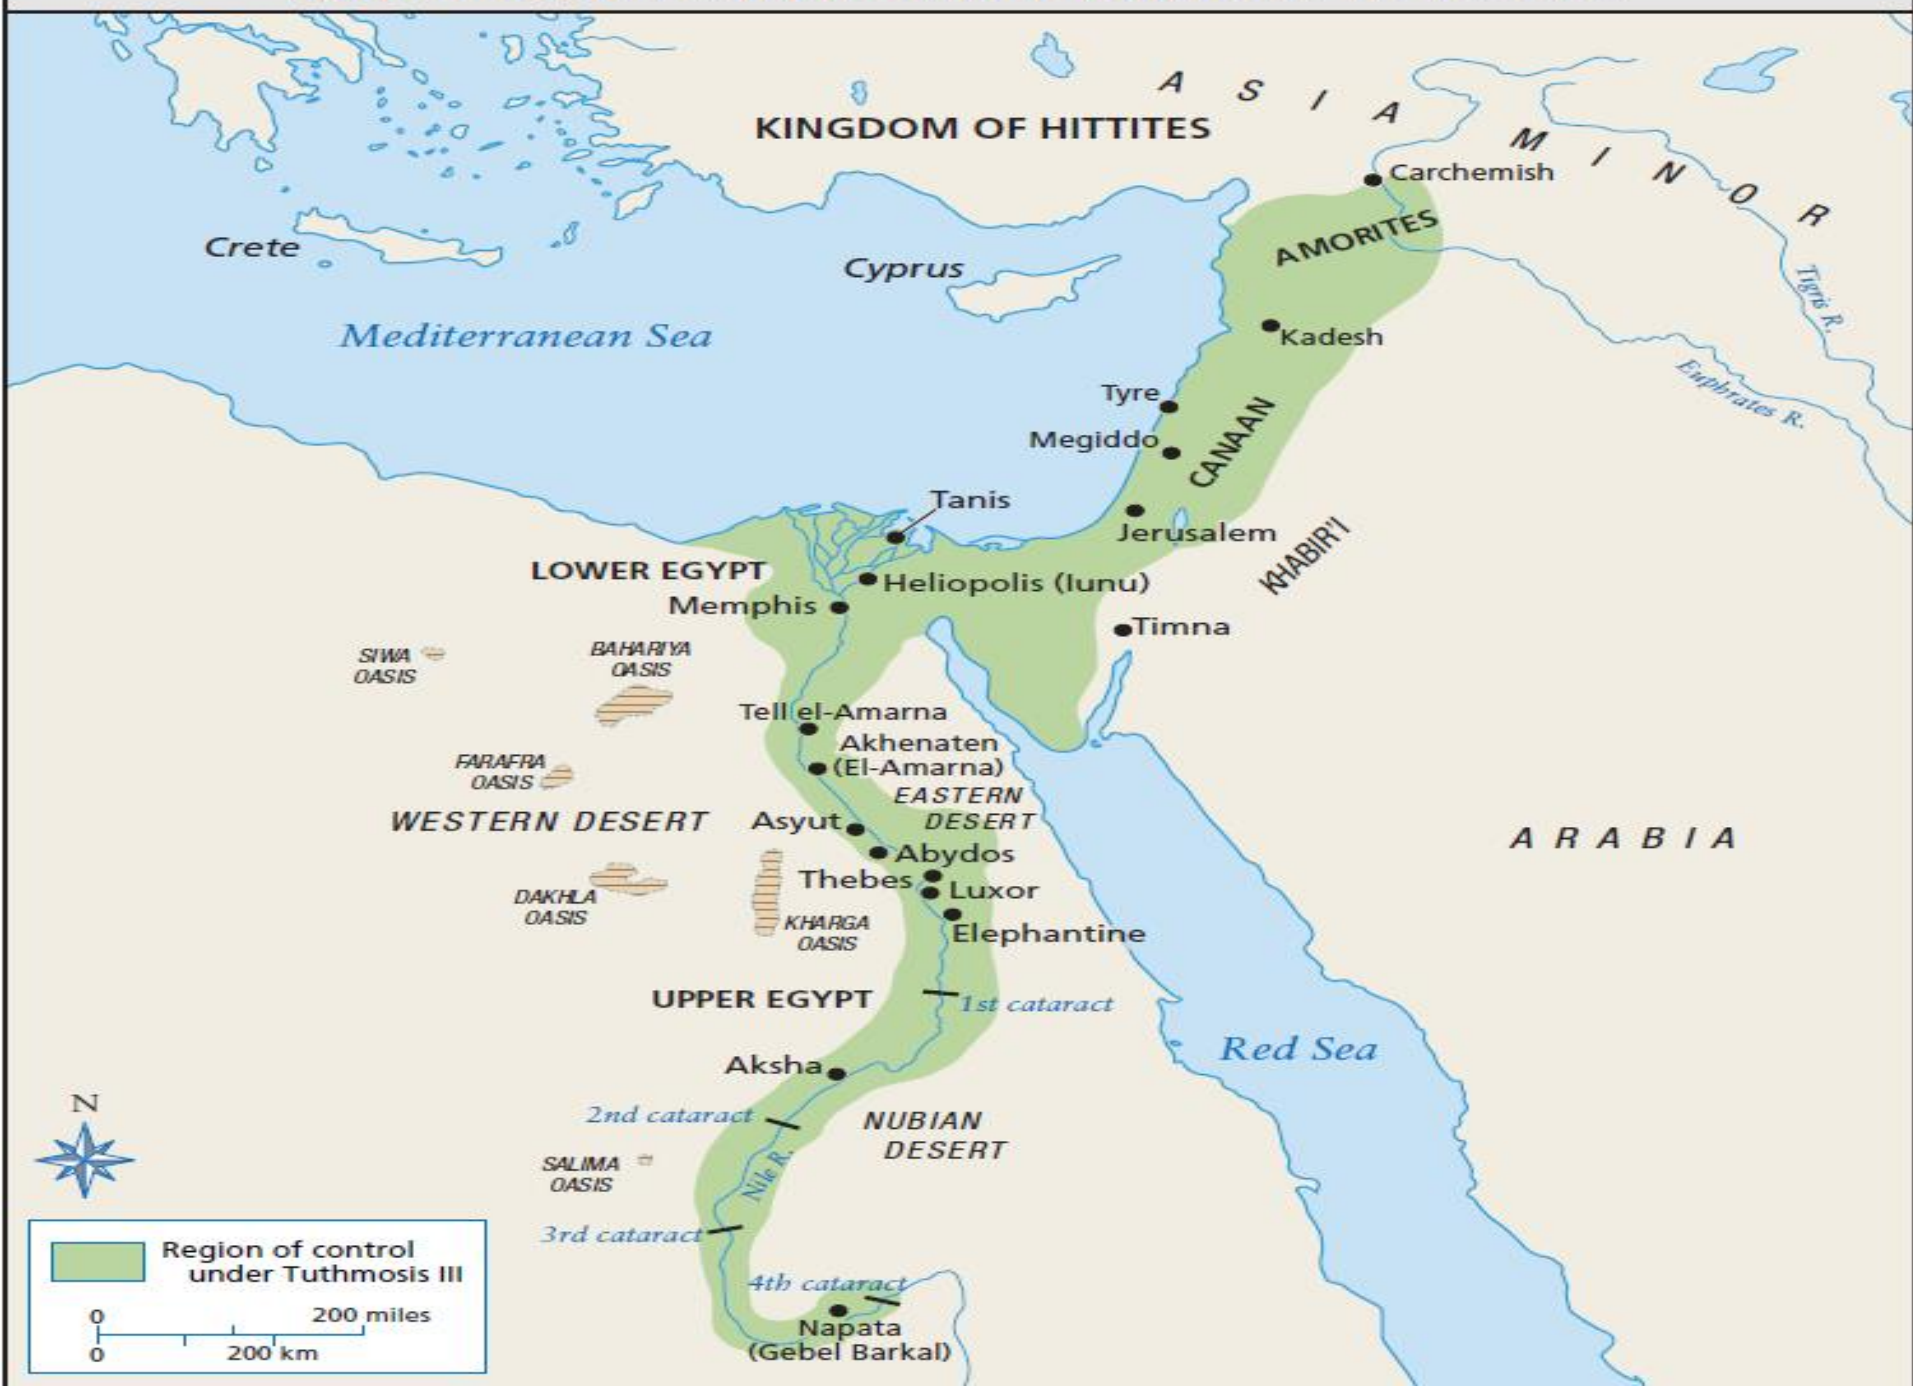 ASIA MINOR
KINGDOM OF HITTITES
Carchemish
AMORITES
Crete
Cyprus
Tigris R.
Mediterranean Sea
Kadesh
Euphrates R.
Tyre
CANAAN
Megiddo
Tanis
Jerusalem
KHABIR'I
LOWER EGYPT
Heliopolis (Iunu)
Memphis
Timna
SIWA
OASIS
BAHARIYA
OASIS
Tell el-Amarna
Akhenaten
(El-Amarna)
FARAFRA
OASIS
EASTERN
DESERT
WESTERN DESERT
Asyut
ARABIA
Abydos
Thebes
Luxor
DAKHLA
OASIS
KHARGA
OASIS
Elephantine
UPPER EGYPT
1st cataract
Red Sea
Aksha
N
2nd cataract
NUBIAN
DESERT
SALIMA
OASIS
Nile R.
3rd cataract
4th cataract
Napata
(Gebel Barkal)
Region of control
under Tuthmosis III
0 200 miles
0 200 km